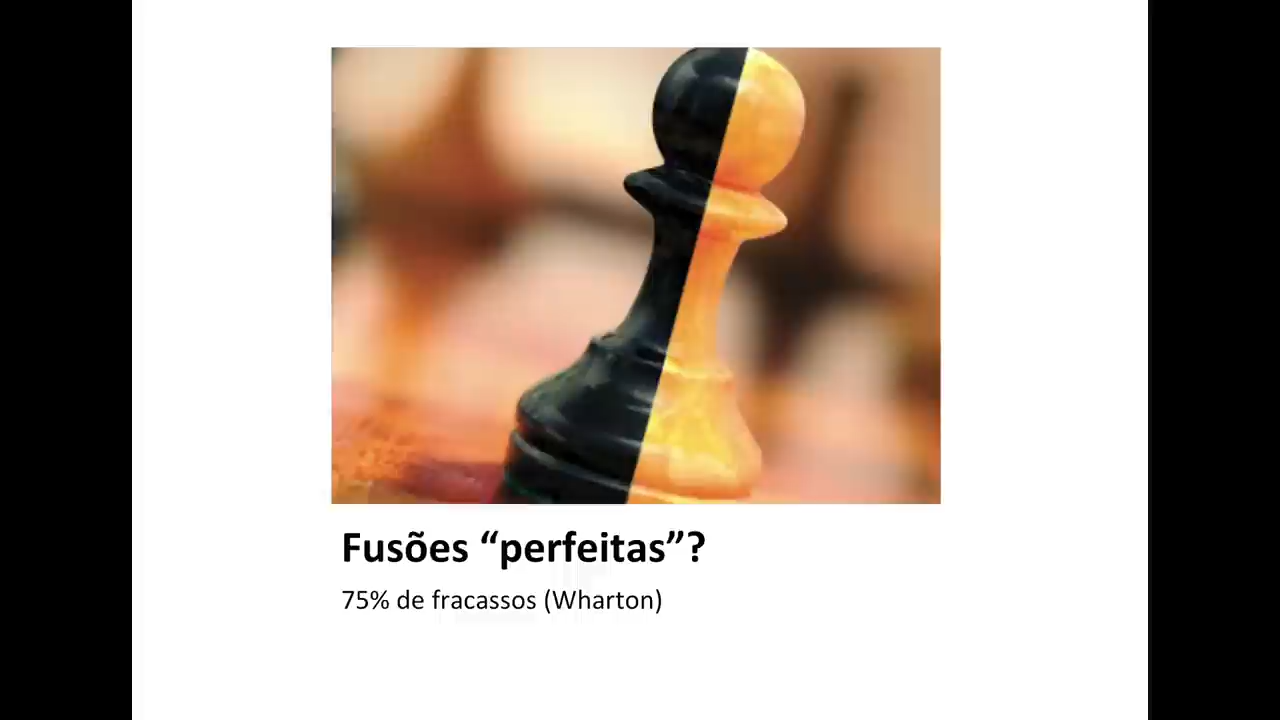 Fusões “perfeitas”?
75% de fracassos (Wharton)